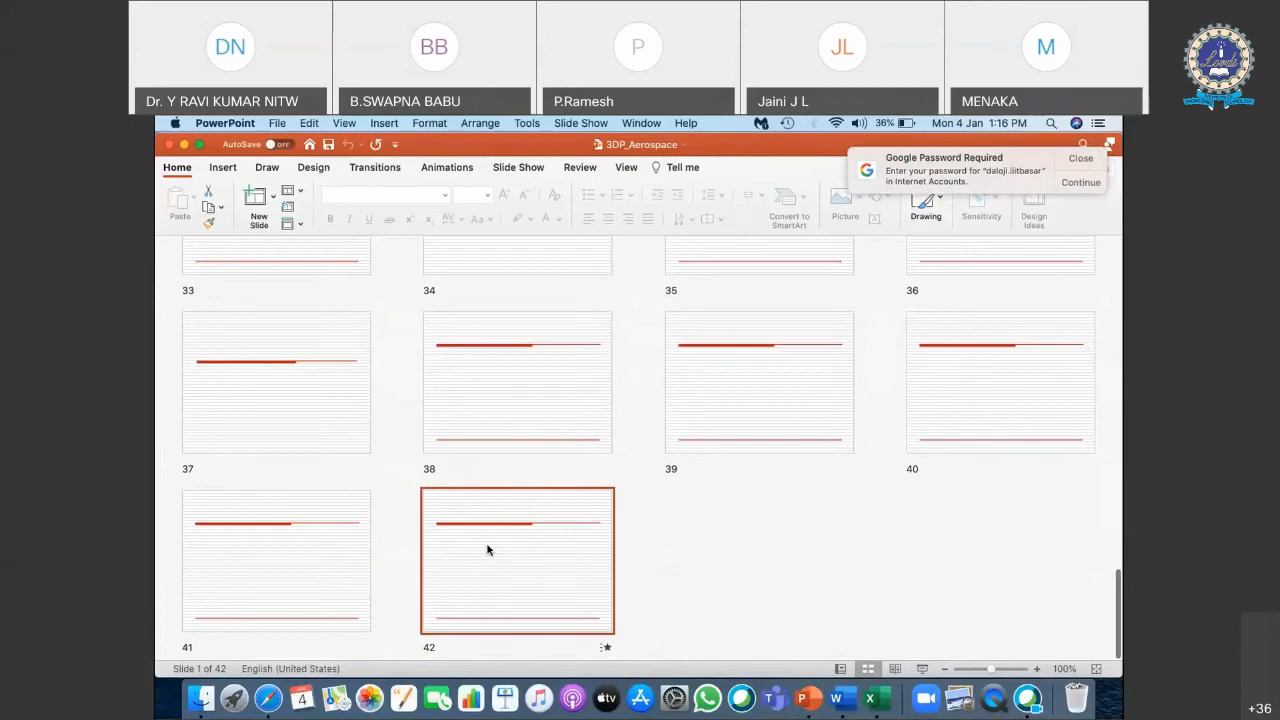 DN
BB
P
JL
M
Dr. Y RAVI KUMAR NITW
B.SWAPNA BABU
P.Ramesh
Jaini J L
MENAKA
PowerPoint File Edit View Insert Format Arrange Tools Slide Show Window Help
36% Mon 4 Jan 1:16 PM
AutoSave OFF
3DP_Aerospace
Home Insert Draw Design Transitions Animations Slide Show Review View Tell me
Google Password Required
Enter your password for "daloji.iiitbasar"
in Internet Accounts.
Close
Continue
Paste
New
Slide
Convert to
SmartArt
Picture
Drawing
Sensitivity
Design
Ideas
33
34
35
36
37
38
39
40
41
42
Slide 1 of 42 English (United States)
100%
JAN
4
tv
+36